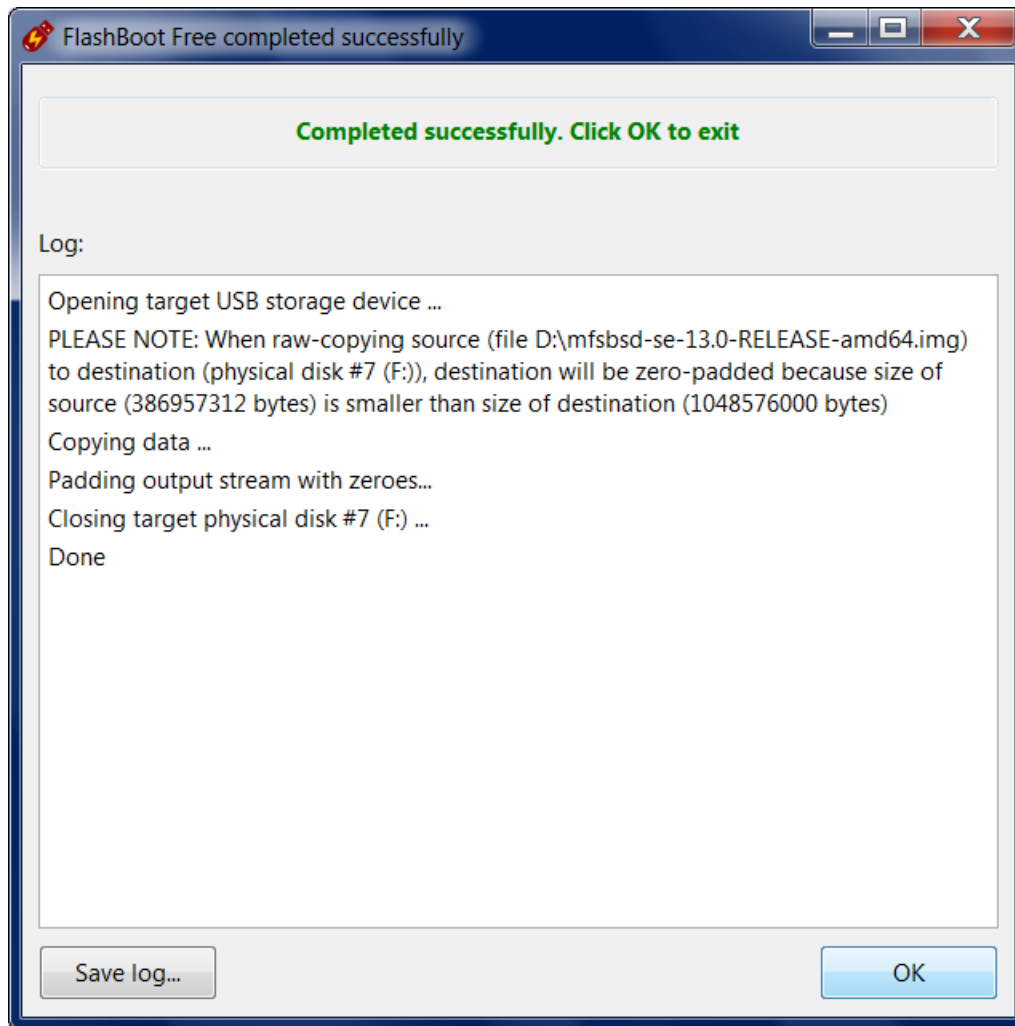 FlashBoot Free completed successfully
Completed successfully. Click OK to exit
Log:
Opening target USB storage device ...
PLEASE NOTE: When raw-copying source (file D:\mfsbsd-se-13.0-RELEASE-amd64.img)
to destination (physical disk #7 (F:)), destination will be zero-padded because size of
source (386957312 bytes) is smaller than size of destination (1048576000 bytes)
Copying data ...
Padding output stream with zeroes...
Closing target physical disk #7 (F:) ...
Done
Save log...
OK